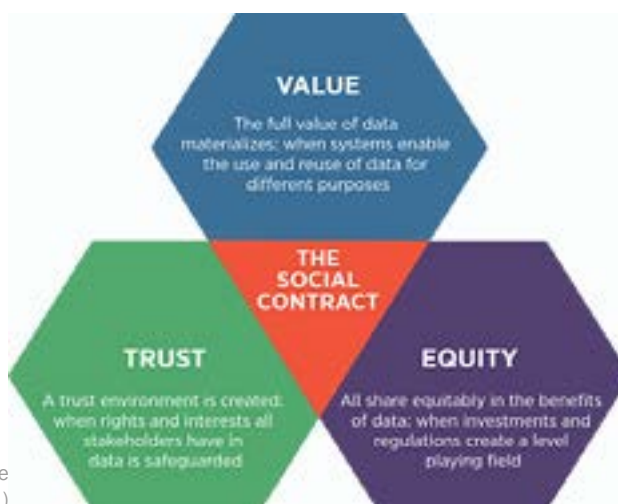 VALUE
The full value of data
materializes: when systems enable
the use and reuse of data for
different purposes
THE
SOCIAL
CONTRACT
TRUST
A trust environment is created:
when rights and interests all
stakeholders have in
data is safeguarded
EQUITY
All share equitably in the benefits
of data: when investments and
regulations create a level
playing field
e
)